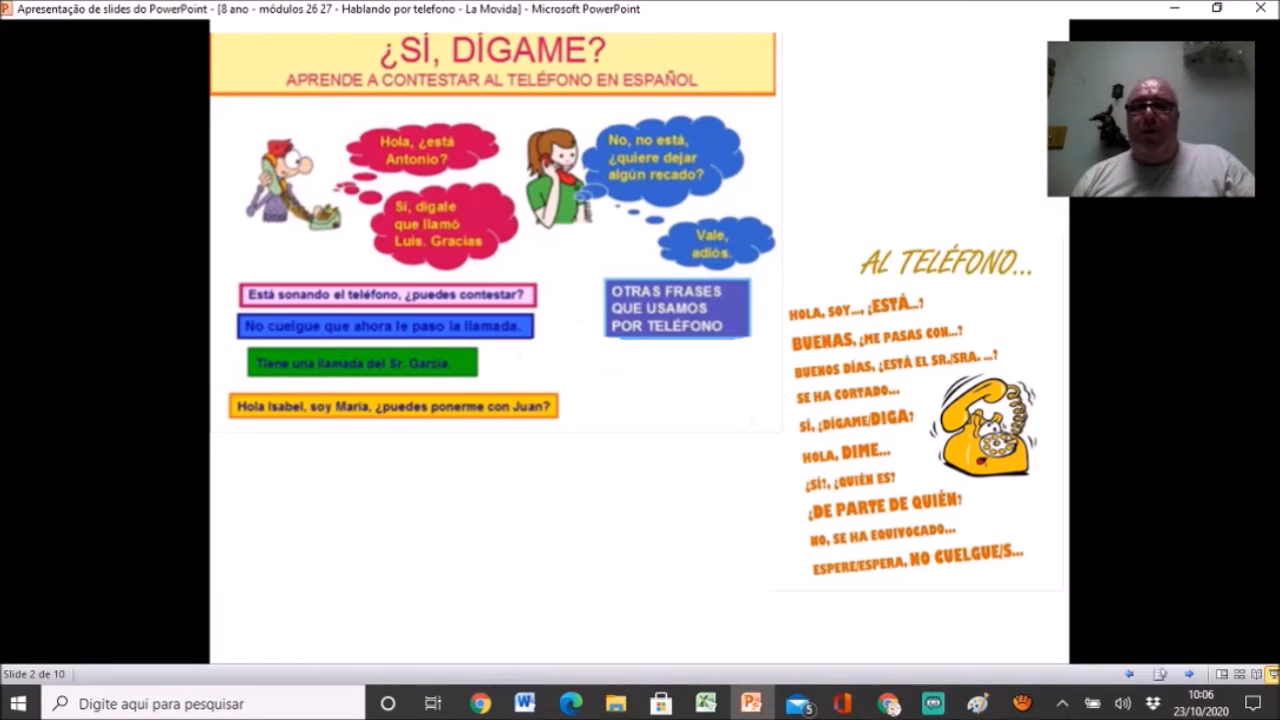 Apresentação de slides do PowerPoint - [8 ano - módulos 26 27 - Hablando por telefono - La Movida] - Microsoft PowerPoint
¿SÍ, DÍGAME?
APRENDE A CONTESTAR AL TELÉFONO EN ESPAÑOL
Hola, ¿está
Antonio?
No, no está,
¿quiere dejar
algún recado?
Sí, dígale
que llamó
Luis. Gracias
Vale,
adiós.
Está sonando el teléfono, ¿puedes contestar?
No cuelgue que ahora le paso la llamada.
Tiene una llamada del Sr. García.
Hola Isabel, soy María, ¿puedes ponerme con Juan?
OTRAS FRASES
QUE USAMOS
POR TELÉFONO
AL TELÉFONO...
HOLA, SOY..., ¿ESTÁ...?
BUENAS, ¿ME PASAS CON...?
BUENOS DÍAS, ¿ESTÁ EL SR./SRA. ...?
SE HA CORTADO...
SÍ, ¿DÍGAME/DIGA?
HOLA, DIME...
¿SÍ?, ¿QUIÉN ES?
¿DE PARTE DE QUIÉN?
NO, SE HA EQUIVOCADO...
ESPERE/ESPERA, NO CUELGUE/S...
Slide 2 de 10
Digite aqui para pesquisar
5
10:06
23/10/2020